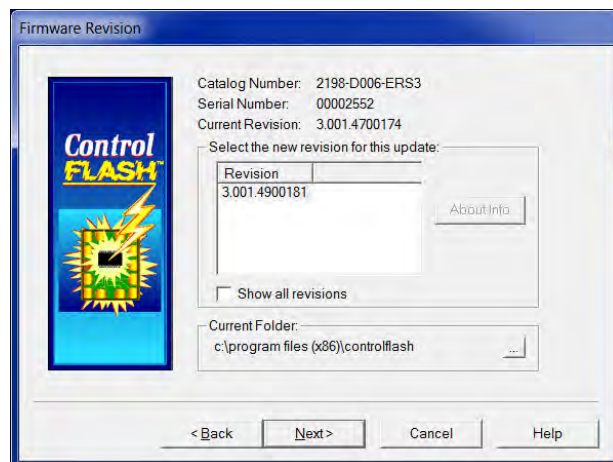 Firmware Revision
Control
FLASH™
Catalog Number: 2198-D006-ERS3
Serial Number: 00002552
Current Revision: 3.001.4700174
Select the new revision for this update:
Revision
3.001.4900181
About Info
Show all revisions
Current Folder:
c:\program files (x86)\controlflash
...
< Back
Next >
Cancel
Help